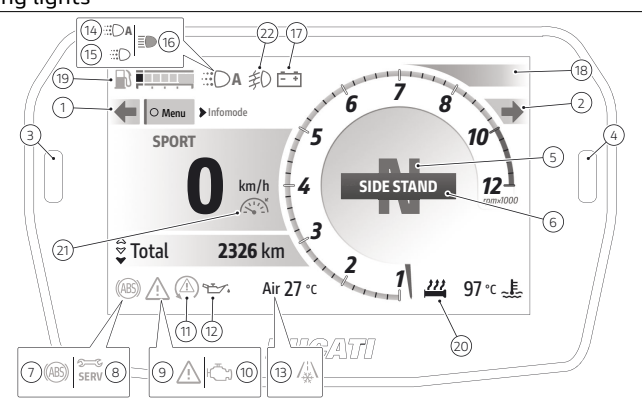 ng lights
14 A 16
15
22
17
19
A
18
1
Menu
Infomode
2
3
4
SPORT
0
km/h
21
Total 2326 km
1
2
3
4
5
6
7
8
10
12
rpm×1000
N
SIDE STAND
5
6
(ABS)
11
12
Air 27 °C
97 °C
20
DUCATI
7 (ABS) SERV 8
9 10
13